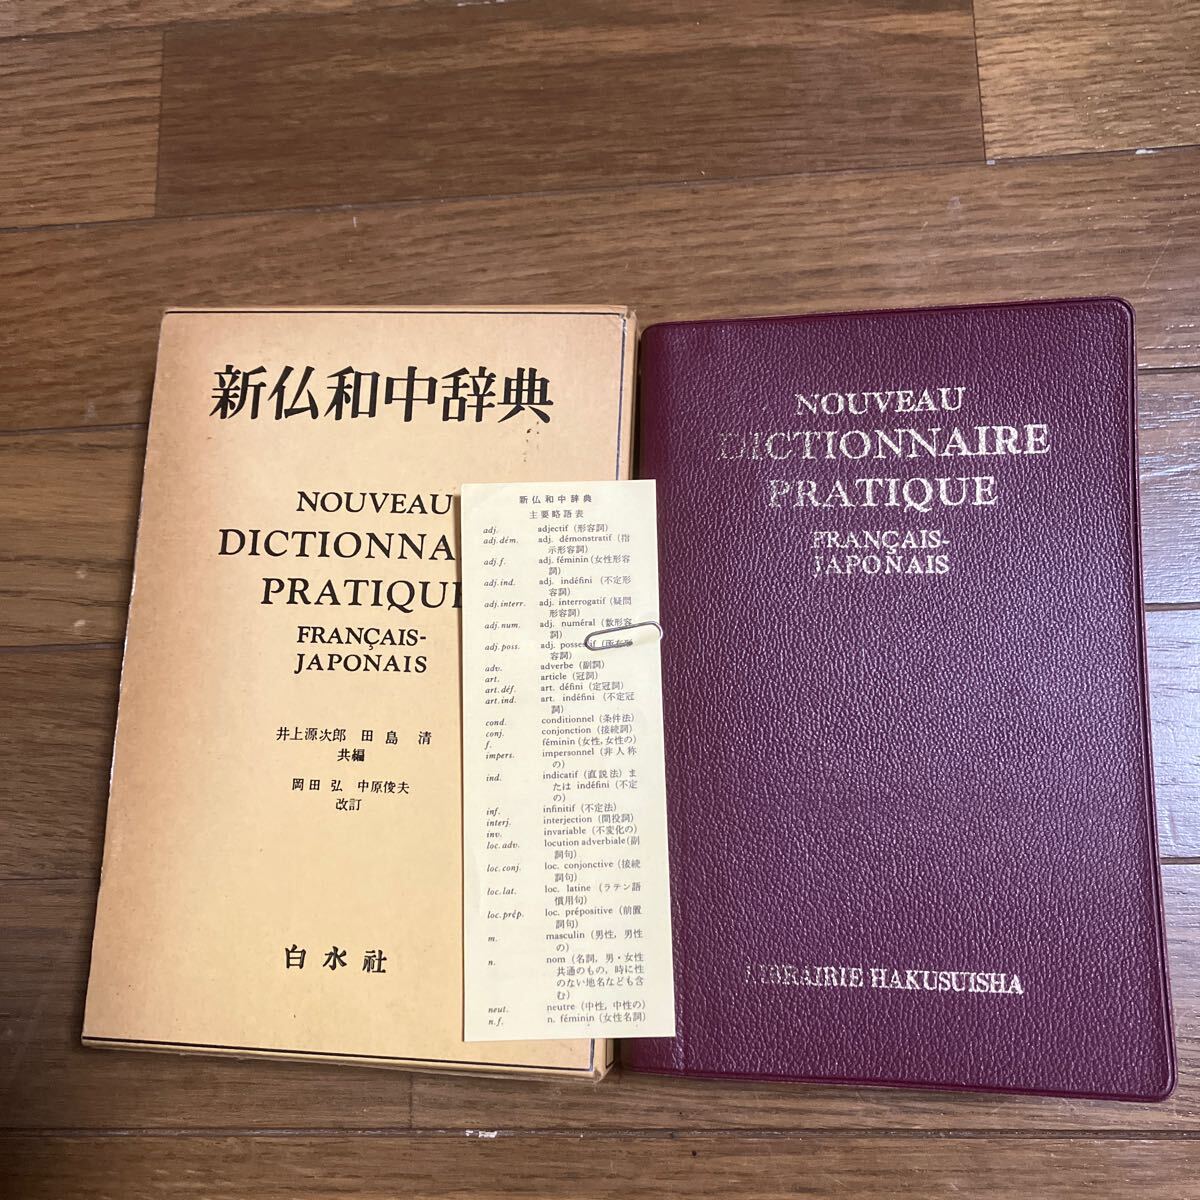 新仏和中辞典
NOUVEAU
DICTIONNA
PRATIQUE
FRANÇAIS-
JAPONAIS
井上源次郎 田島 清
共編
岡田 弘 中原俊夫
改訂
白水社
新仏和中辞典
主要略語表
adj. adjectif (形容詞)
adj. dém. adj. démonstratif (指
示形容詞)
adj. f. adj. féminin (女性形容
詞)
adj. ind. adj. indéfini (不定形
容詞)
adj. interr. adj. interrogatif (疑問
形容詞)
adj. num. adj. numéral (数形容
詞)
adj. poss. adj. possessif (所有形
容詞)
adv. adverbe (副詞)
art. article (冠詞)
art. déf. art. défini (定冠詞)
art. ind. art. indéfini (不定冠
詞)
cond. conditionnel (条件法)
conj. conjonction (接続詞)
f. féminin (女性, 女性の)
impers. impersonnel (非人称
の)
ind. indicatif (直説法) ま
たは indéfini (不定
の)
inf. infinitif (不定法)
interj. interjection (間投詞)
inv. invariable (不変化の)
loc. adv. locution adverbiale (副
詞句)
loc. conj. loc. conjonctive (接続
詞句)
loc. lat. loc. latine (ラテン語
慣用句)
loc. prép. loc. prépositive (前置
詞句)
m. masculin (男性, 男性
の)
n. nom (名詞, 男・女性
共通のもの, 時に性
のない地名なども含
む)
neut. neutre (中性, 中性の)
n. f. n. féminin (女性名詞)
NOUVEAU
DICTIONNAIRE
PRATIQUE
FRANÇAIS-
JAPONAIS
LIBRAIRIE HAKUSUISHA